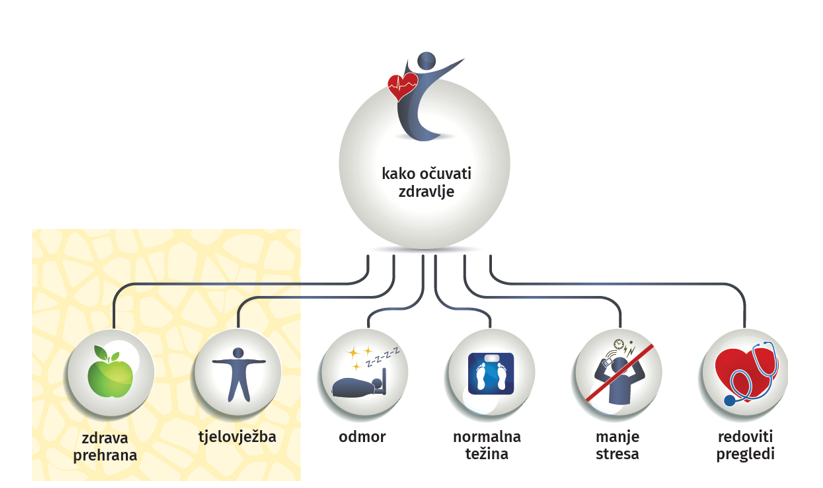 kako očuvati
zdravlje
z-z-z-z
zdrava
prehrana
tjelovježba
odmor
normalna
težina
manje
stresa
redoviti
pregledi